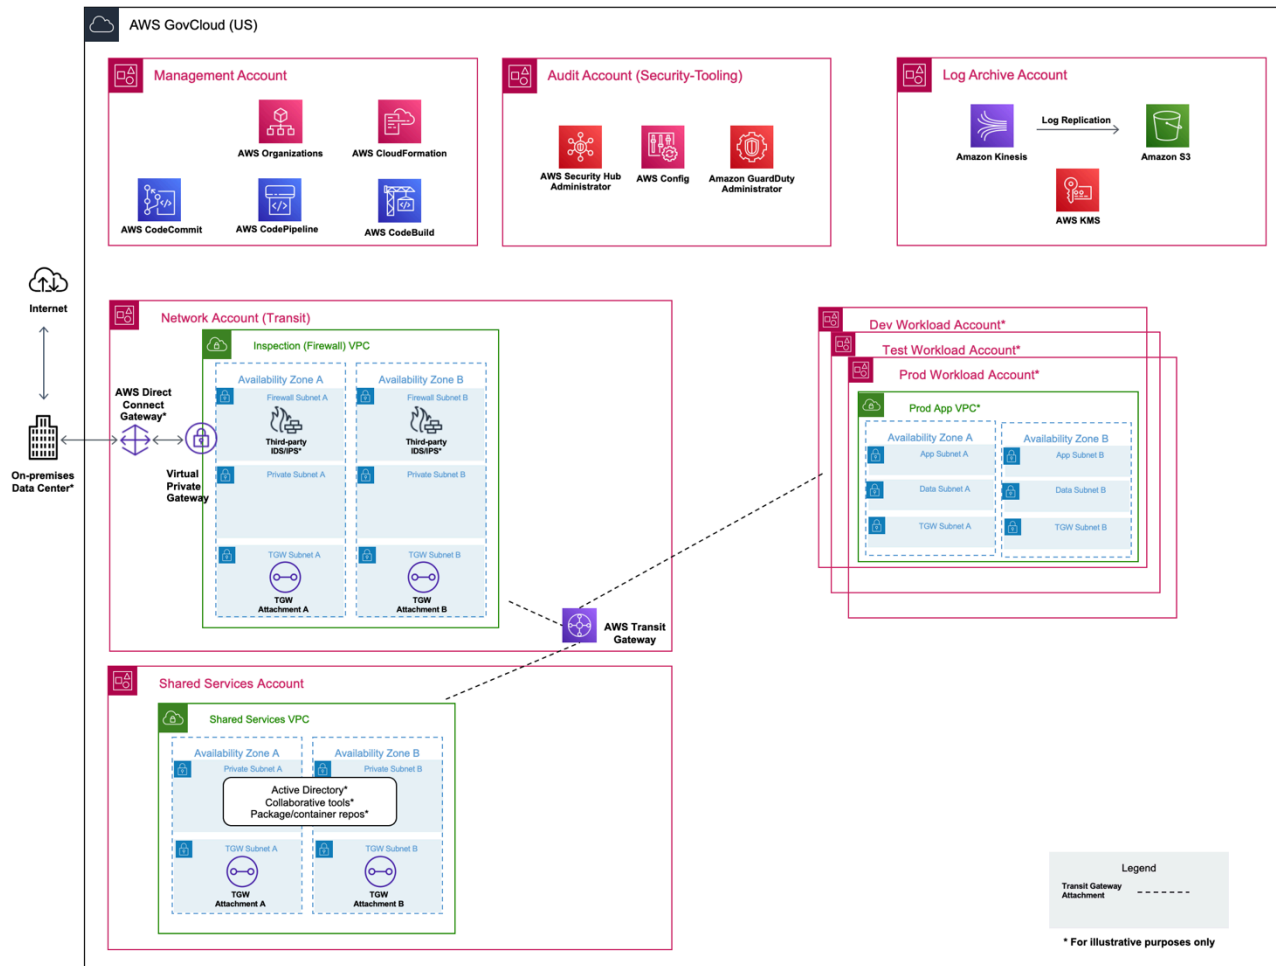 AWS GovCloud (US)
Management Account
AWS Organizations
AWS CloudFormation
AWS CodeCommit
AWS CodePipeline
AWS CodeBuild
Audit Account (Security-Tooling)
AWS Security Hub
Administrator
AWS Config
Amazon GuardDuty
Administrator
Log Archive Account
Amazon Kinesis
Log Replication
Amazon S3
AWS KMS
Internet
On-premises
Data Center*
AWS Direct
Connect
Gateway*
Virtual
Private
Gateway
Network Account (Transit)
Inspection (Firewall) VPC
Availability Zone A
Firewall Subnet A
Third-party
IDS/IPS*
Private Subnet A
TGW Subnet A
TGW
Attachment A
Availability Zone B
Firewall Subnet B
Third-party
IDS/IPS*
Private Subnet B
TGW Subnet B
TGW
Attachment B
AWS Transit
Gateway
Dev Workload Account*
Test Workload Account*
Prod Workload Account*
Prod App VPC*
Availability Zone A
App Subnet A
Data Subnet A
TGW Subnet A
Availability Zone B
App Subnet B
Data Subnet B
TGW Subnet B
Shared Services Account
Shared Services VPC
Availability Zone A
Private Subnet A
Availability Zone B
Private Subnet B
Active Directory*
Collaborative tools*
Package/container repos*
TGW Subnet A
TGW
Attachment A
TGW Subnet B
TGW
Attachment B
Legend
Transit Gateway
Attachment
* For illustrative purposes only